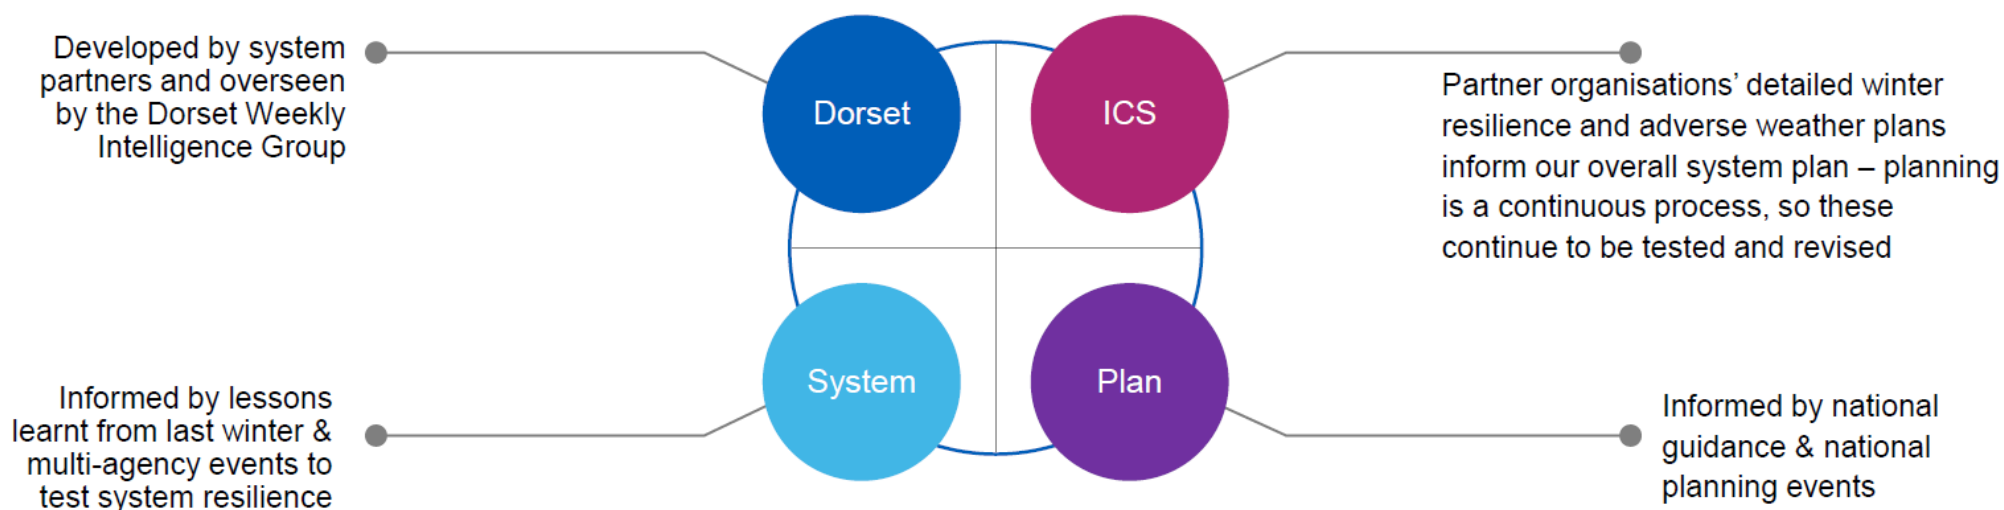 Developed by system
partners and overseen
by the Dorset Weekly
Intelligence Group
Dorset
ICS
Partner organisations’ detailed winter
resilience and adverse weather plans
inform our overall system plan – planning
is a continuous process, so these
continue to be tested and revised
Informed by lessons
learnt from last winter &
multi-agency events to
test system resilience
System
Plan
Informed by national
guidance & national
planning events